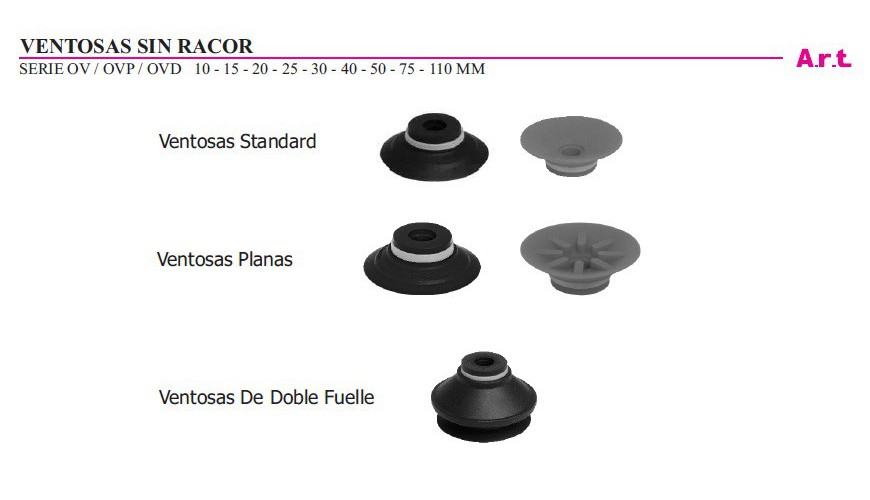 VENTOSAS SIN RACOR
A.r.t.
SERIE OV / OVP / OVD 10 - 15 - 20 - 25 - 30 - 40 - 50 - 75 - 110 MM
Ventosas Standard
Ventosas Planas
Ventosas De Doble Fuelle